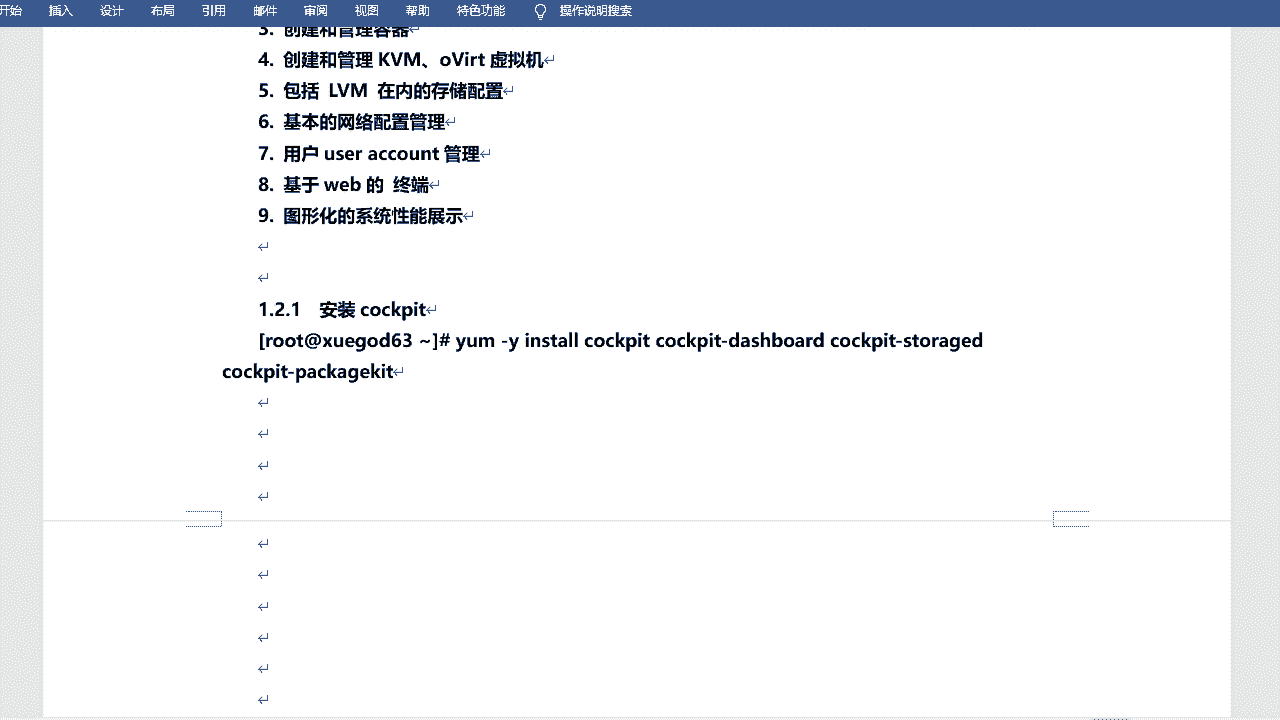 开始 插入 设计 布局 引用 邮件 审阅 视图 帮助 特色功能 操作说明搜索
3. 创建和管理容器
4. 创建和管理 KVM、oVirt 虚拟机
5. 包括 LVM 在内的存储配置
6. 基本的网络配置管理
7. 用户 user account 管理
8. 基于 web 的 终端
9. 图形化的系统性能展示
1.2.1 安装 cockpit
[root@xuegod63 ~]# yum -y install cockpit cockpit-dashboard cockpit-storaged
cockpit-packagekit